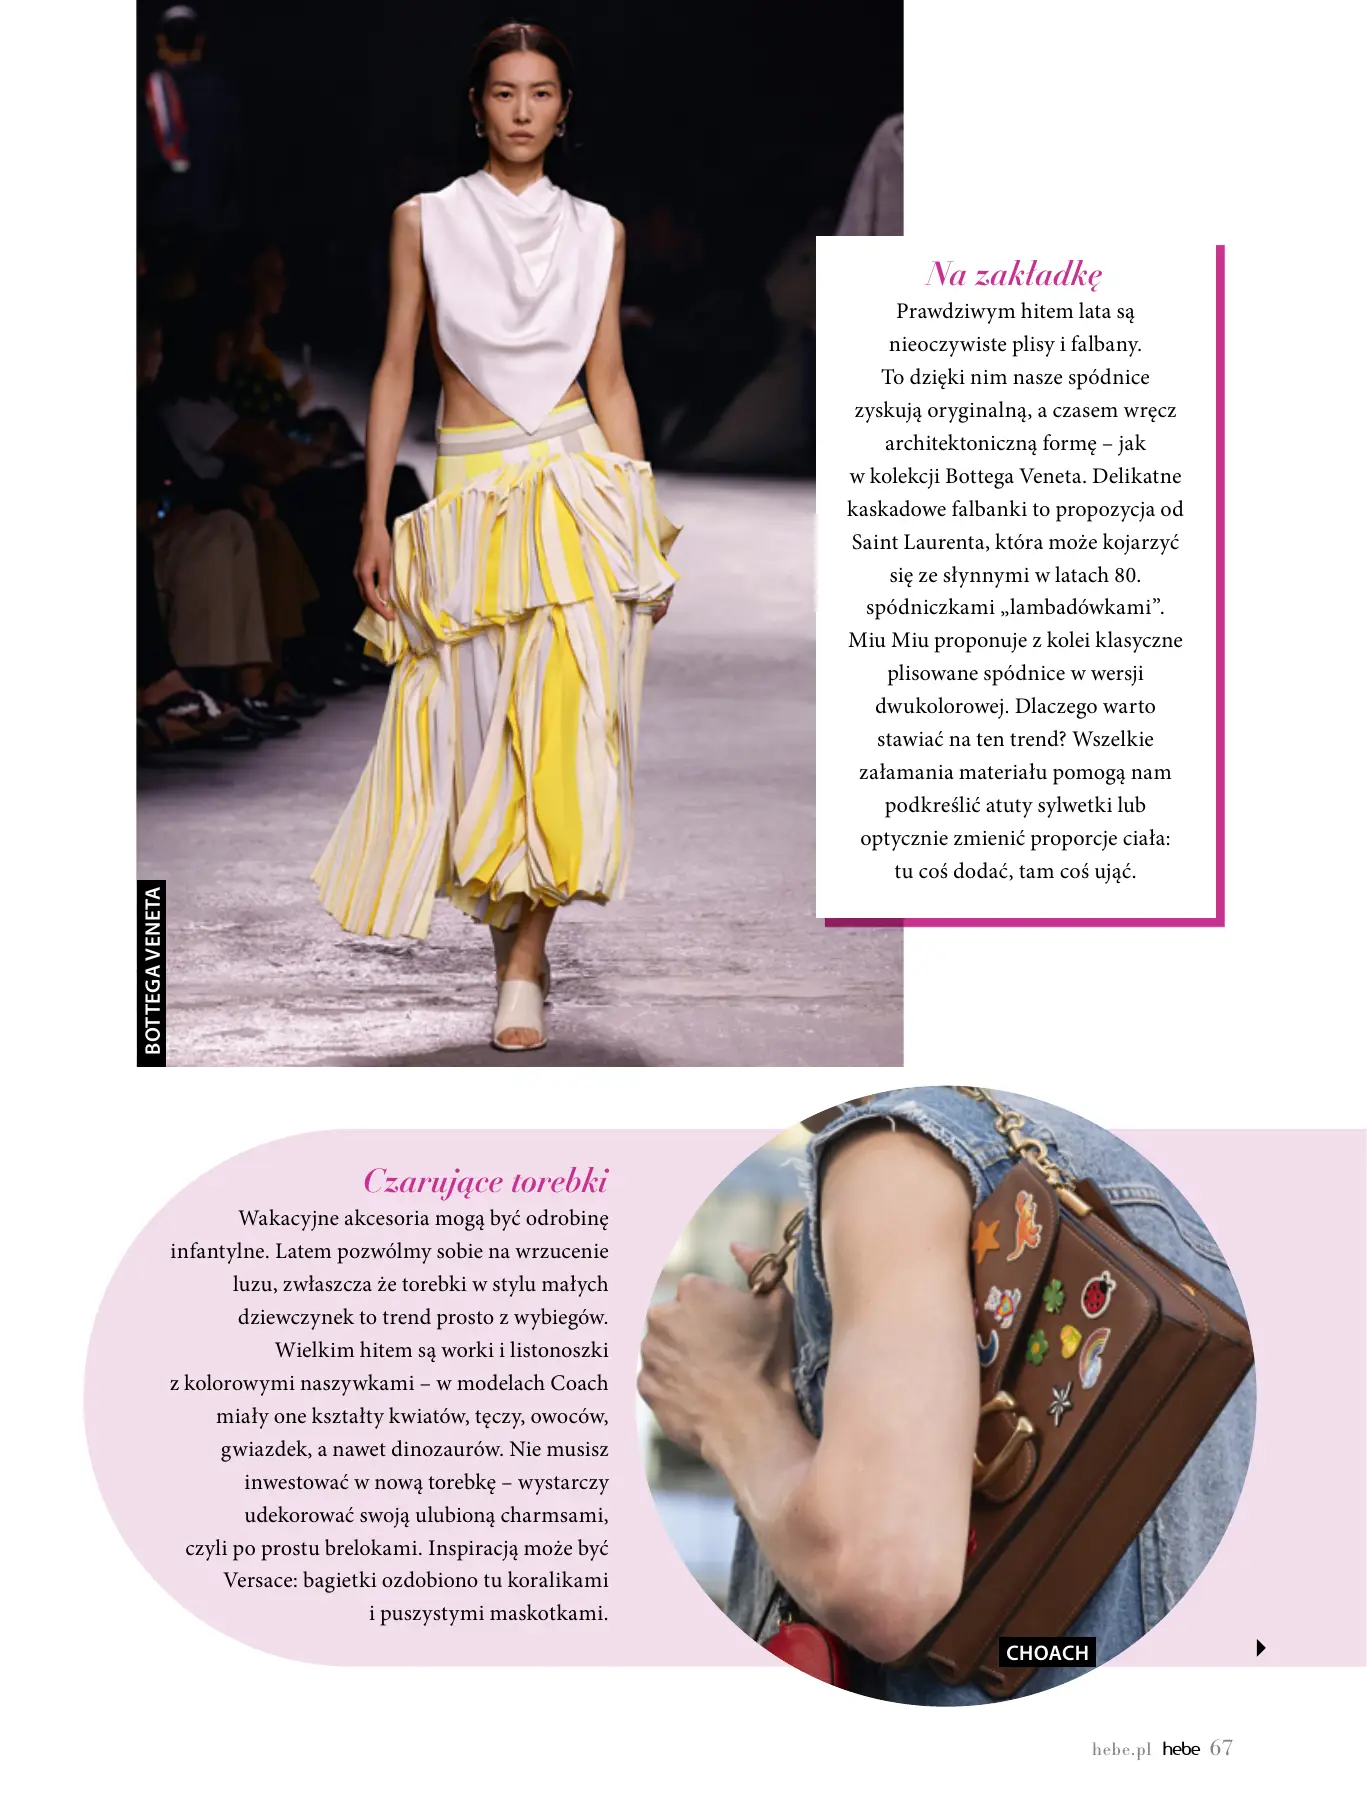 Na zakładkę
Prawdziwym hitem lata są
nieoczywiste plisy i falbany.
To dzięki nim nasze spódnice
zyskują oryginalną, a czasem wręcz
architektoniczną formę – jak
w kolekcji Bottega Veneta. Delikatne
kaskadowe falbanki to propozycja od
Saint Laurenta, która może kojarzyć
się ze słynnymi w latach 80.
spódniczkami „lambadówkami”.
Miu Miu proponuje z kolei klasyczne
plisowane spódnice w wersji
dwukolorowej. Dlaczego warto
stawiać na ten trend? Wszelkie
załamania materiału pomogą nam
podkreślić atuty sylwetki lub
optycznie zmienić proporcje ciała:
tu coś dodać, tam coś ująć.
BOTTEGA VENETA
Czarujące torebki
Wakacyjne akcesoria mogą być odrobinę
infantylne. Latem pozwólmy sobie na wrzucenie
luzu, zwłaszcza że torebki w stylu małych
dziewczynek to trend prosto z wybiegów.
Wielkim hitem są worki i listonoszki
z kolorowymi naszywkami – w modelach Coach
miały one kształty kwiatów, tęczy, owoców,
gwiazdek, a nawet dinozaurów. Nie musisz
inwestować w nową torebkę – wystarczy
udekorować swoją ulubioną charmsami,
czyli po prostu brelokami. Inspiracją może być
Versace: bagietki ozdobiono tu koralikami
i puszystymi maskotkami.
CHOACH
hebe.pl hebe 67